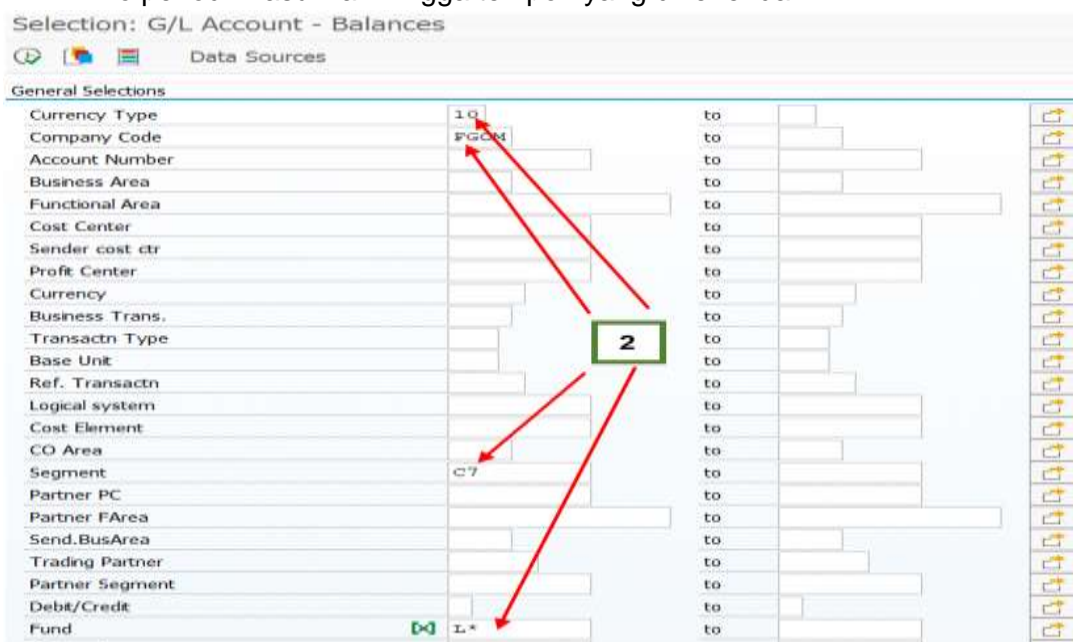 Selection: G/L Account - Balances
Data Sources
General Selections
Currency Type 10 to
Company Code FGOM to
Account Number to
Business Area to
Functional Area to
Cost Center to
Sender cost ctr to
Profit Center to
Currency to
Business Trans. to
Transactn Type to
2
Base Unit to
Ref. Transactn to
Logical system to
Cost Element to
CO Area to
Segment C7 to
Partner PC to
Partner FArea to
Send.BusArea to
Trading Partner to
Partner Segment to
Debit/Credit to
Fund L* to